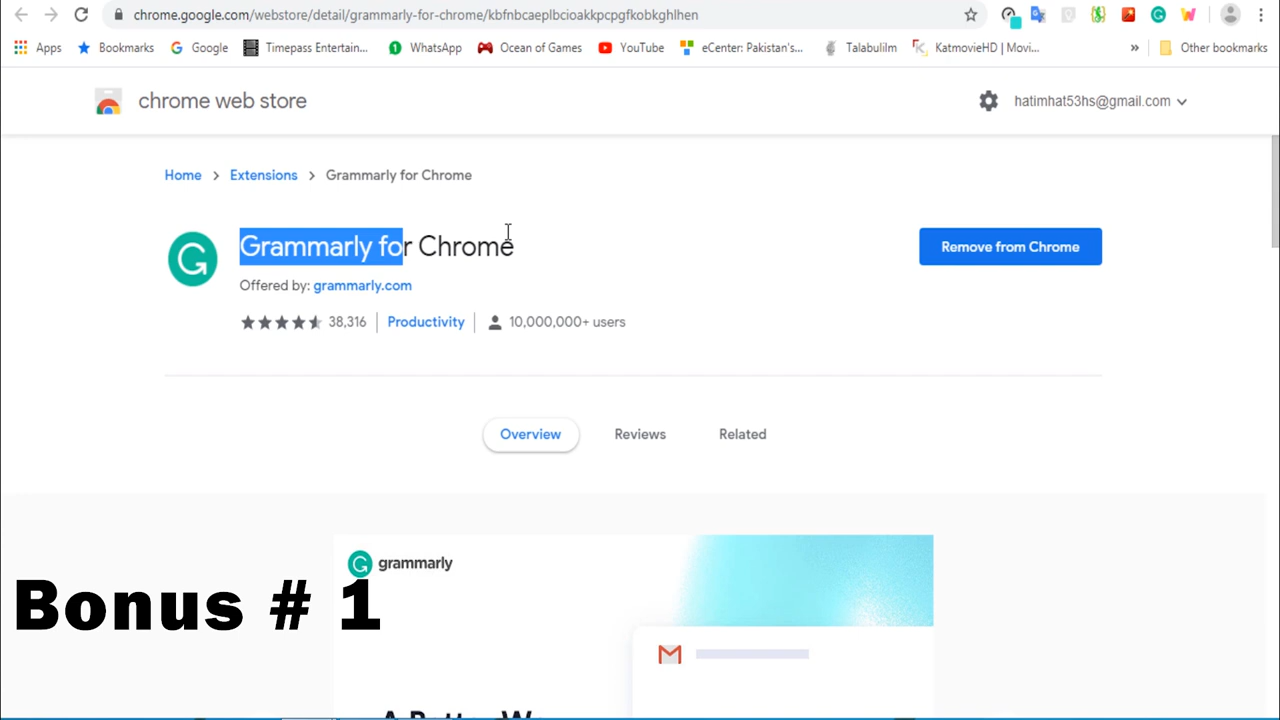 chrome.google.com/webstore/detail/grammarly-for-chrome/kbfnbcaeplbcioakkpcpgfkobkghlhen
Apps Bookmarks Google Timepass Entertain... WhatsApp Ocean of Games YouTube eCenter: Pakistan's... Talabulilm KatmovieHD | Movi... » Other bookmarks
chrome web store hatimhat53hs@gmail.com
Home > Extensions > Grammarly for Chrome
Grammarly for Chrome
Remove from Chrome
Offered by: grammarly.com
38,316 Productivity 10,000,000+ users
Overview Reviews Related
grammarly
Bonus # 1